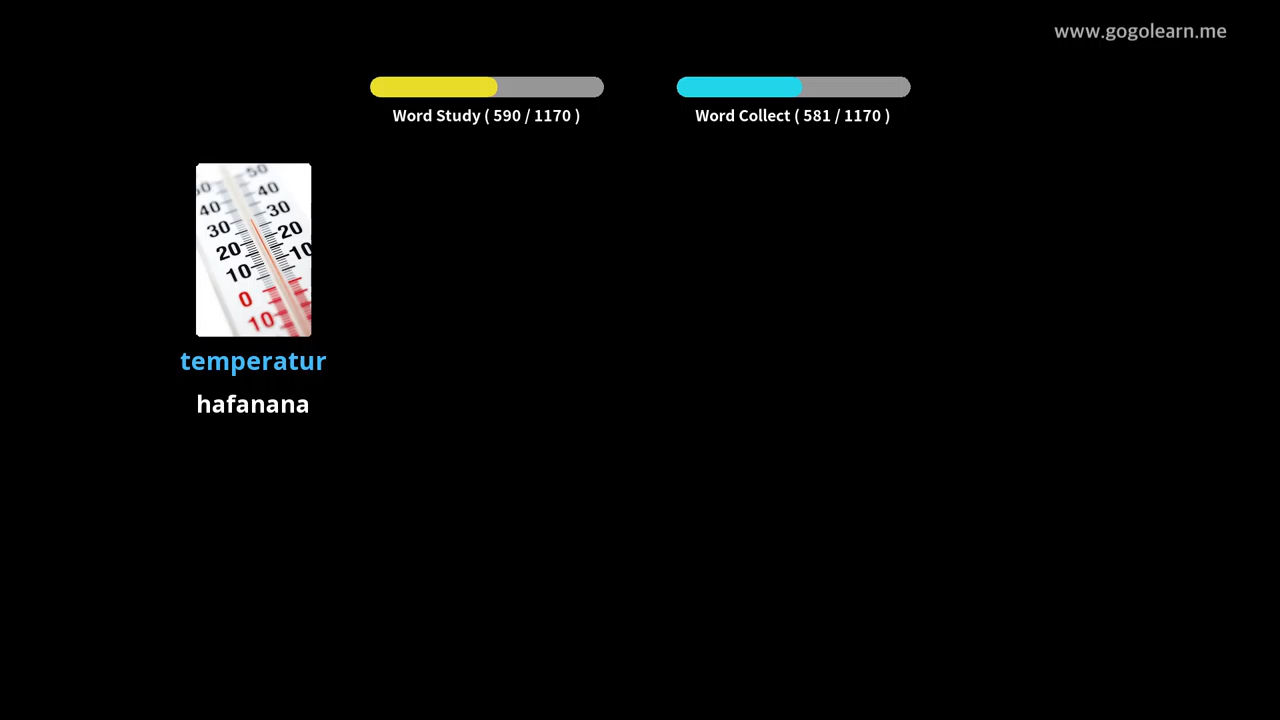 www.gogolearn.me
Word Study ( 590 / 1170 )
Word Collect ( 581 / 1170 )
50
40
40
30
30
20
20
10
10
0
10
temperatur
hafanana